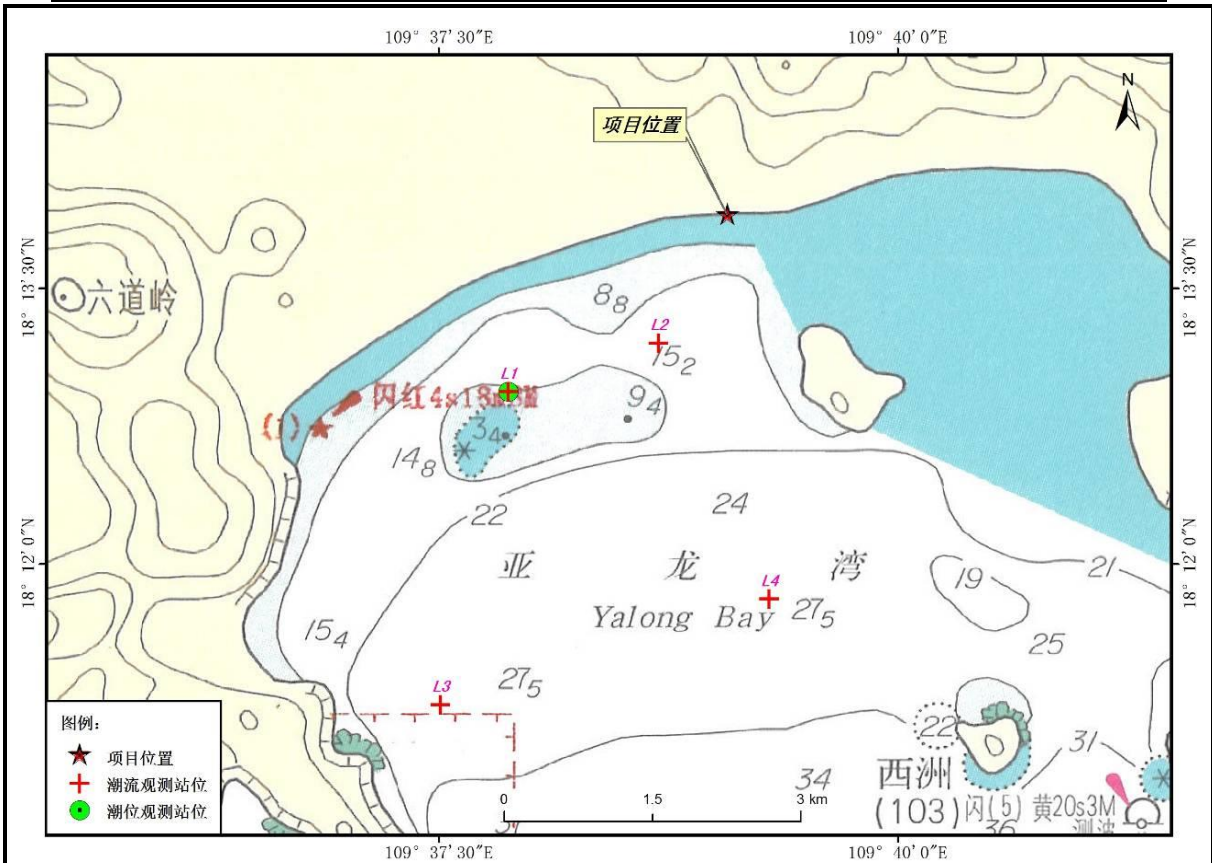 109° 37′30″E
109° 40′0″E
N
项目位置
18° 13′30″N
18° 13′30″N
六道岭
8₈
L2
15₂
L1
闪红4s18m
(1)
9₄
3₄
14₈
22
24
亚 龙 湾
18° 12′0″N
18° 12′0″N
21
19
L4
Yalong Bay 27₅
15₄
25
L3
27₅
图例：
项目位置
潮流观测站位
潮位观测站位
22
31
34
西洲
(103)
闪(5) 黄20s3M
36
0 1.5 3 km
109° 37′30″E
109° 40′0″E